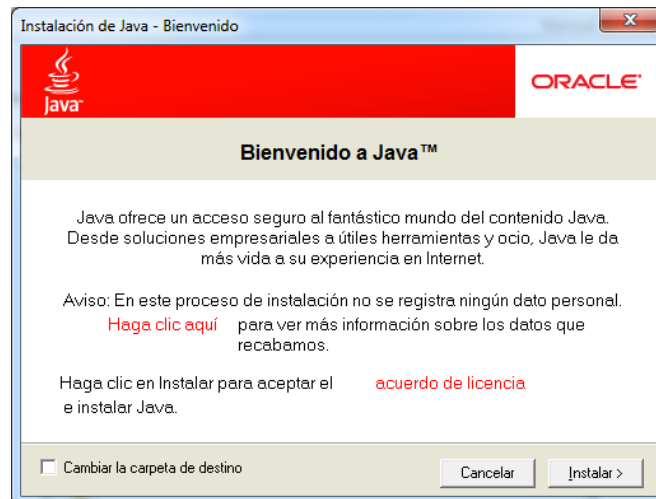 Instalación de Java - Bienvenido
Java™
ORACLE®
Bienvenido a Java™
Java ofrece un acceso seguro al fantástico mundo del contenido Java.
Desde soluciones empresariales a útiles herramientas y ocio, Java le da
más vida a su experiencia en Internet.
Aviso: En este proceso de instalación no se registra ningún dato personal.
Haga clic aquí para ver más información sobre los datos que
recabamos.
Haga clic en Instalar para aceptar el acuerdo de licencia
e instalar Java.
Cambiar la carpeta de destino
Cancelar
Instalar >